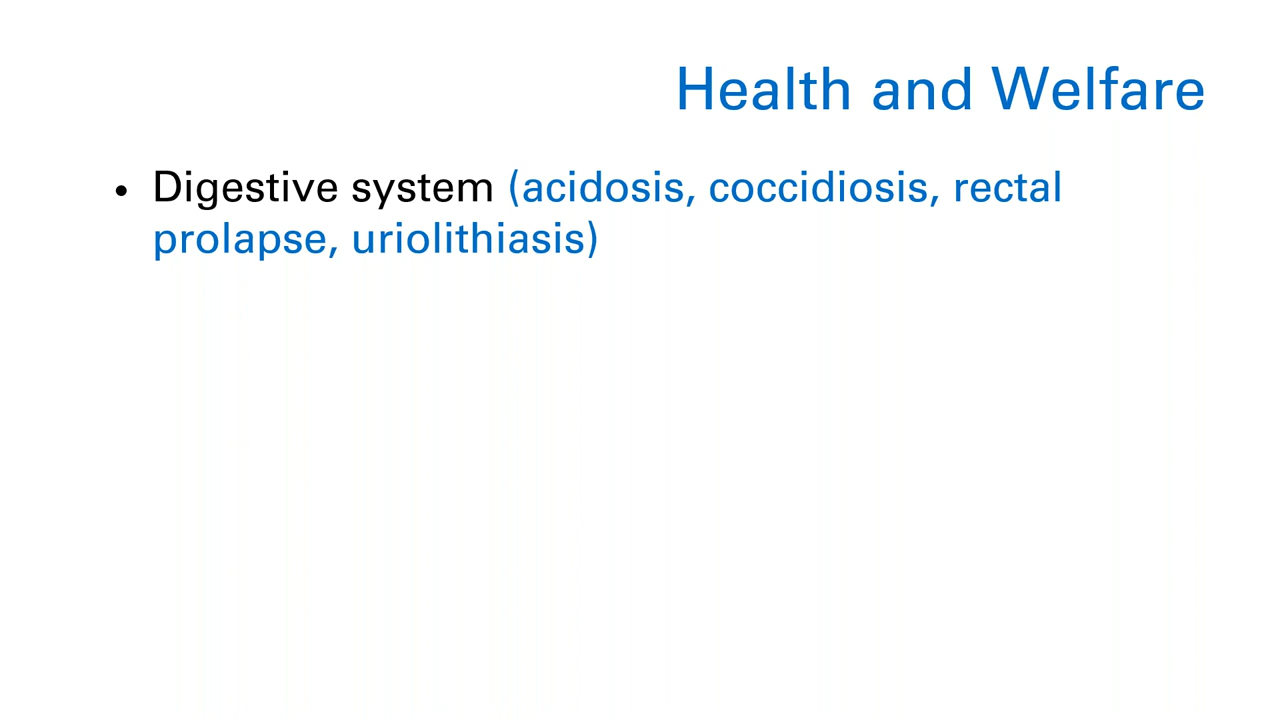 Health and Welfare
• Digestive system (acidosis, coccidiosis, rectal
prolapse, uriolithiasis)